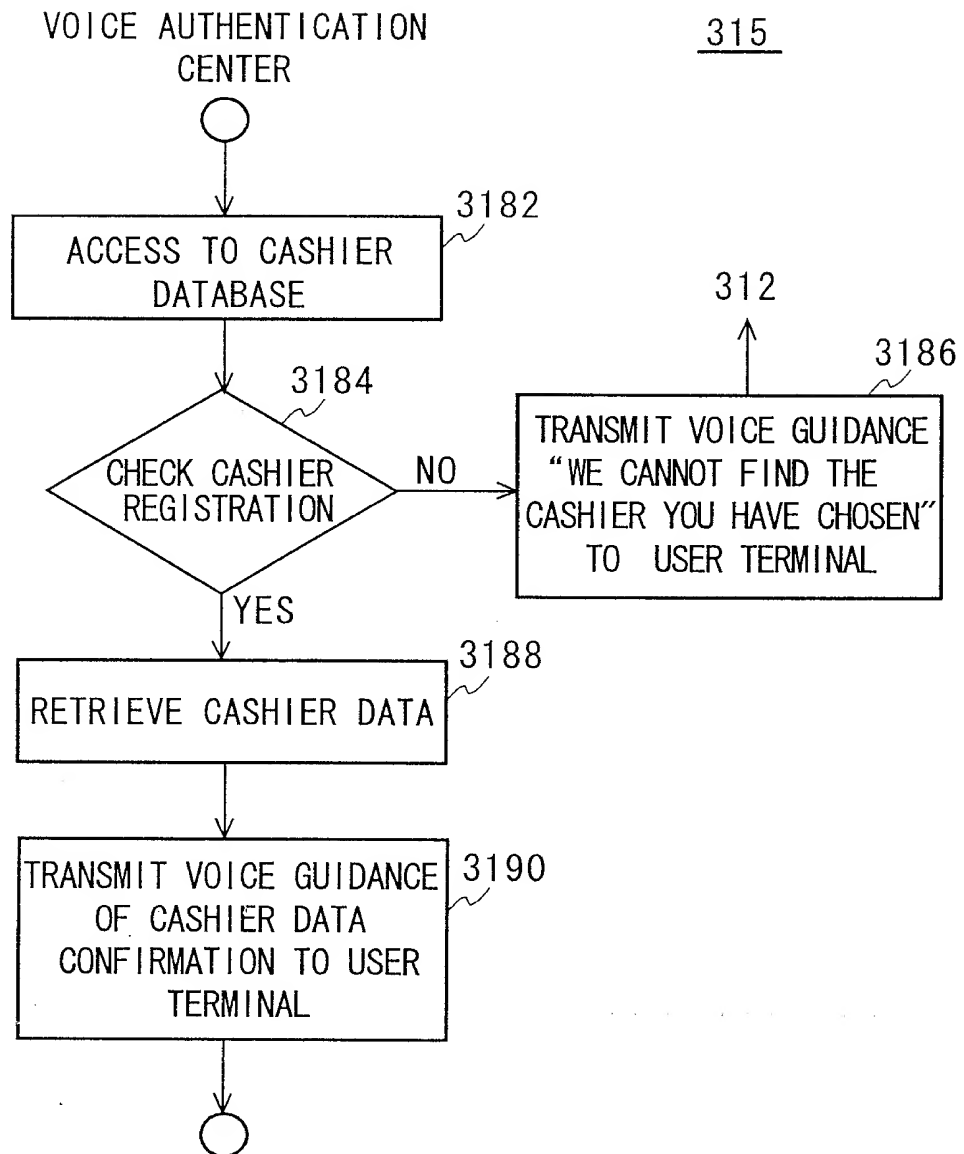 VOICE AUTHENTICATION
CENTER
315
3182
ACCESS TO CASHIER
DATABASE
312
3184
3186
CHECK CASHIER
REGISTRATION
NO
TRANSMIT VOICE GUIDANCE
“WE CANNOT FIND THE
CASHIER YOU HAVE CHOSEN”
TO USER TERMINAL
YES
3188
RETRIEVE CASHIER DATA
3190
TRANSMIT VOICE GUIDANCE
OF CASHIER DATA
CONFIRMATION TO USER
TERMINAL